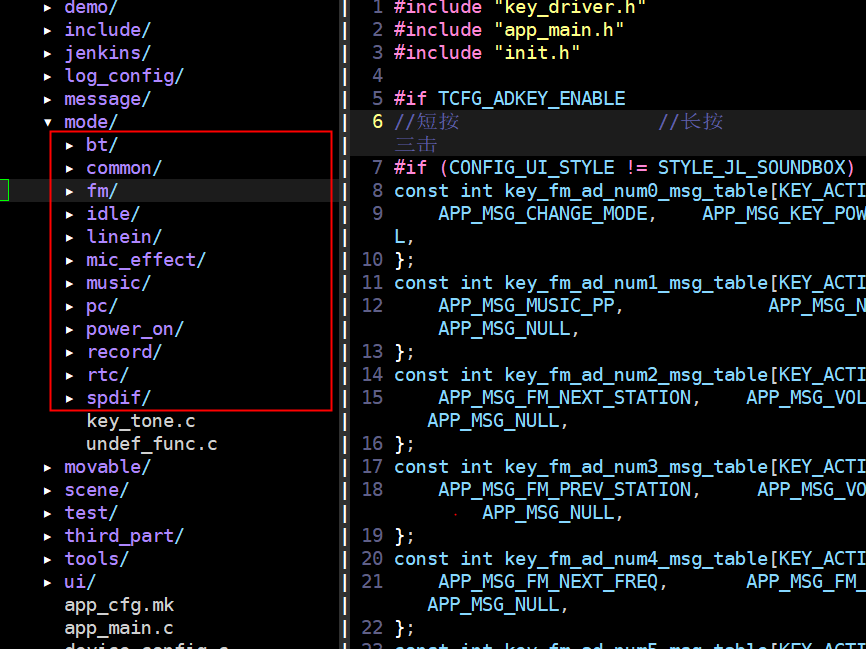 demo/
include/
jenkins/
log_config/
message/
mode/
bt/
common/
fm/
idle/
linein/
mic_effect/
music/
pc/
power_on/
record/
rtc/
spdif/
key_tone.c
undef_func.c
movable/
scene/
test/
third_part/
tools/
ui/
app_cfg.mk
app_main.c
device_config.c
1 #include "key_driver.h"
2 #include "app_main.h"
3 #include "init.h"
4
5 #if TCFG_ADKEY_ENABLE
6 //短按 //长按
三击
7 #if (CONFIG_UI_STYLE != STYLE_JL_SOUNDBOX)
8 const int key_fm_ad_num0_msg_table[KEY_ACTI
9 APP_MSG_CHANGE_MODE, APP_MSG_KEY_POW
L,
10 };
11 const int key_fm_ad_num1_msg_table[KEY_ACTI
12 APP_MSG_MUSIC_PP, APP_MSG_N
APP_MSG_NULL,
13 };
14 const int key_fm_ad_num2_msg_table[KEY_ACTI
15 APP_MSG_FM_NEXT_STATION, APP_MSG_VOL
APP_MSG_NULL,
16 };
17 const int key_fm_ad_num3_msg_table[KEY_ACTI
18 APP_MSG_FM_PREV_STATION, APP_MSG_VO
APP_MSG_NULL,
19 };
20 const int key_fm_ad_num4_msg_table[KEY_ACTI
21 APP_MSG_FM_NEXT_FREQ, APP_MSG_FM_
APP_MSG_NULL,
22 };
23 const int key_fm_ad_num5_msg_table[KEY_ACTI